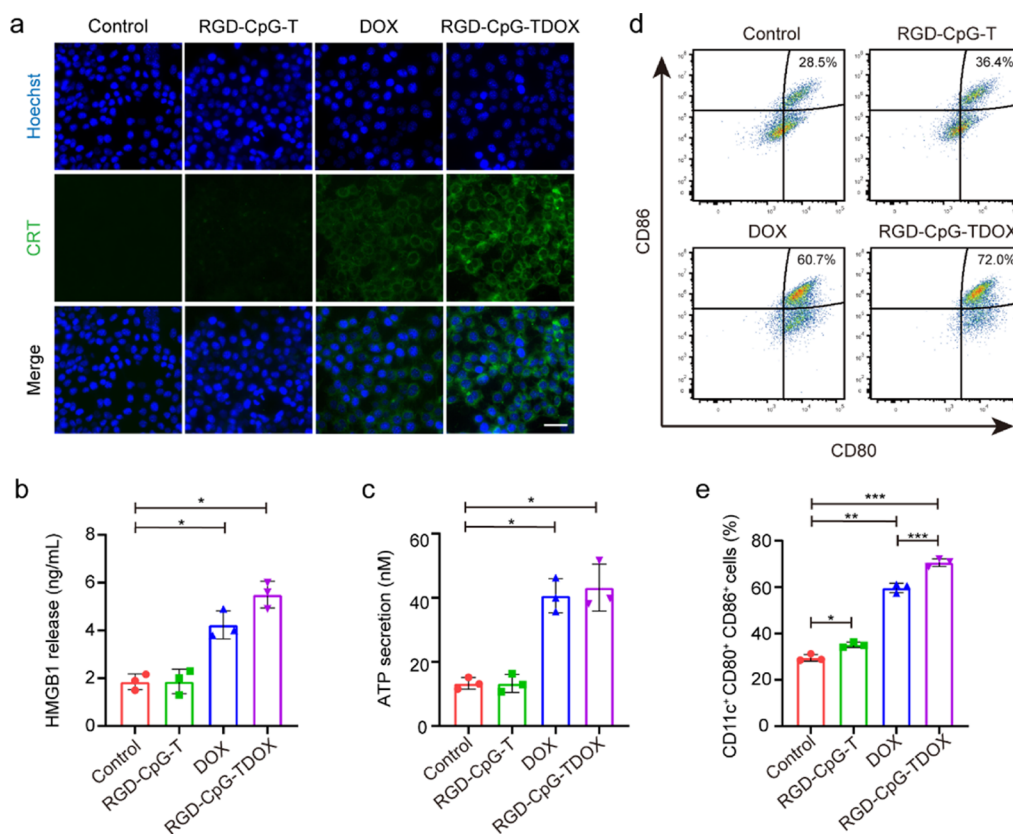 a
Control RGD-CpG-T DOX RGD-CpG-TDOX
Hoechst
CRT
Merge
d
Control RGD-CpG-T
28.5% 36.4%
DOX RGD-CpG-TDOX
60.7% 72.0%
CD86
CD80
b
HMGB1 release (ng/mL)
8
6
4
2
0
* 
*
Control
RGD-CpG-T
DOX
RGD-CpG-TDOX
c
ATP secretion (nM)
60
40
20
0
*
*
Control
RGD-CpG-T
DOX
RGD-CpG-TDOX
e
CD11c⁺ CD80⁺ CD86⁺ cells (%)
80
60
40
20
0
***
**
***
*
Control
RGD-CpG-T
DOX
RGD-CpG-TDOX